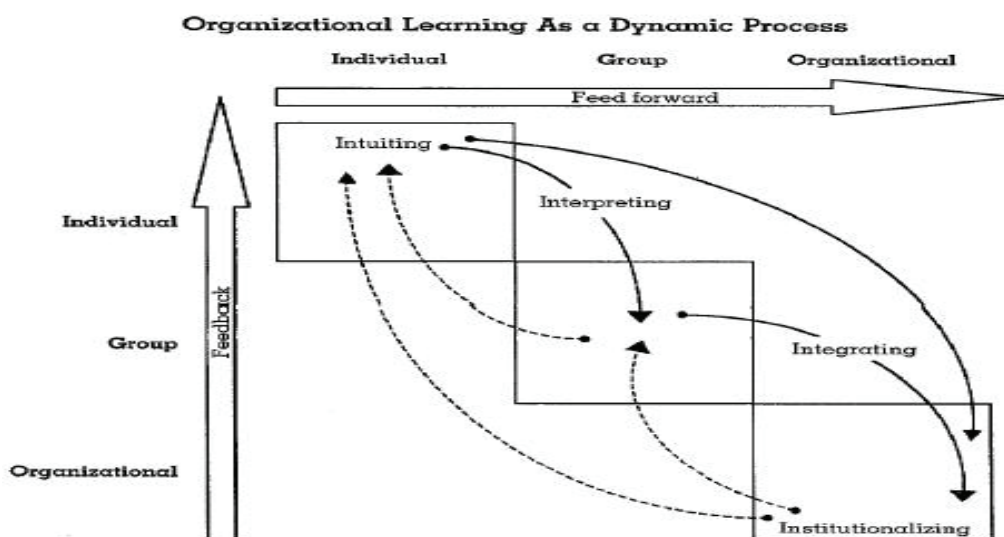 Organizational Learning As a Dynamic Process
Individual Group Organizational
Feed forward
Intuiting
Interpreting
Individual
Feedback
Group
Integrating
Organizational
Institutionalizing